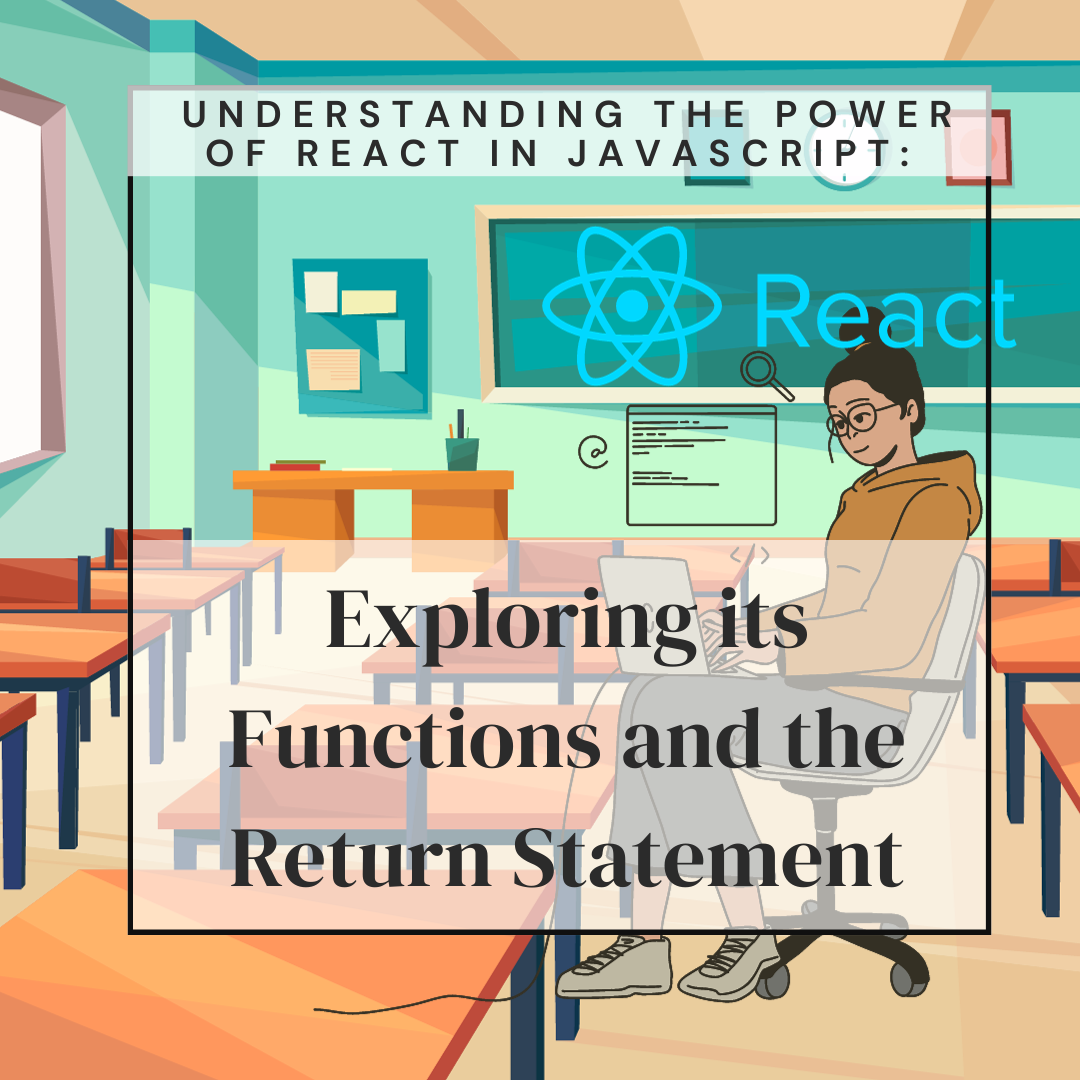 UNDERSTANDING THE POWER
OF REACT IN JAVASCRIPT:
React
@
Exploring its
Functions and the
Return Statement